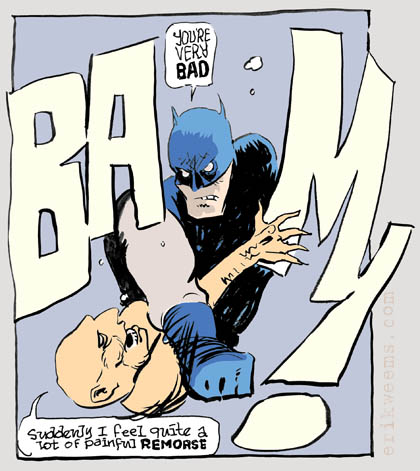 YOU'RE
VERY
BAD
BAM!
Suddenly I feel quite a
lot of painful REMORSE
erikweems.com